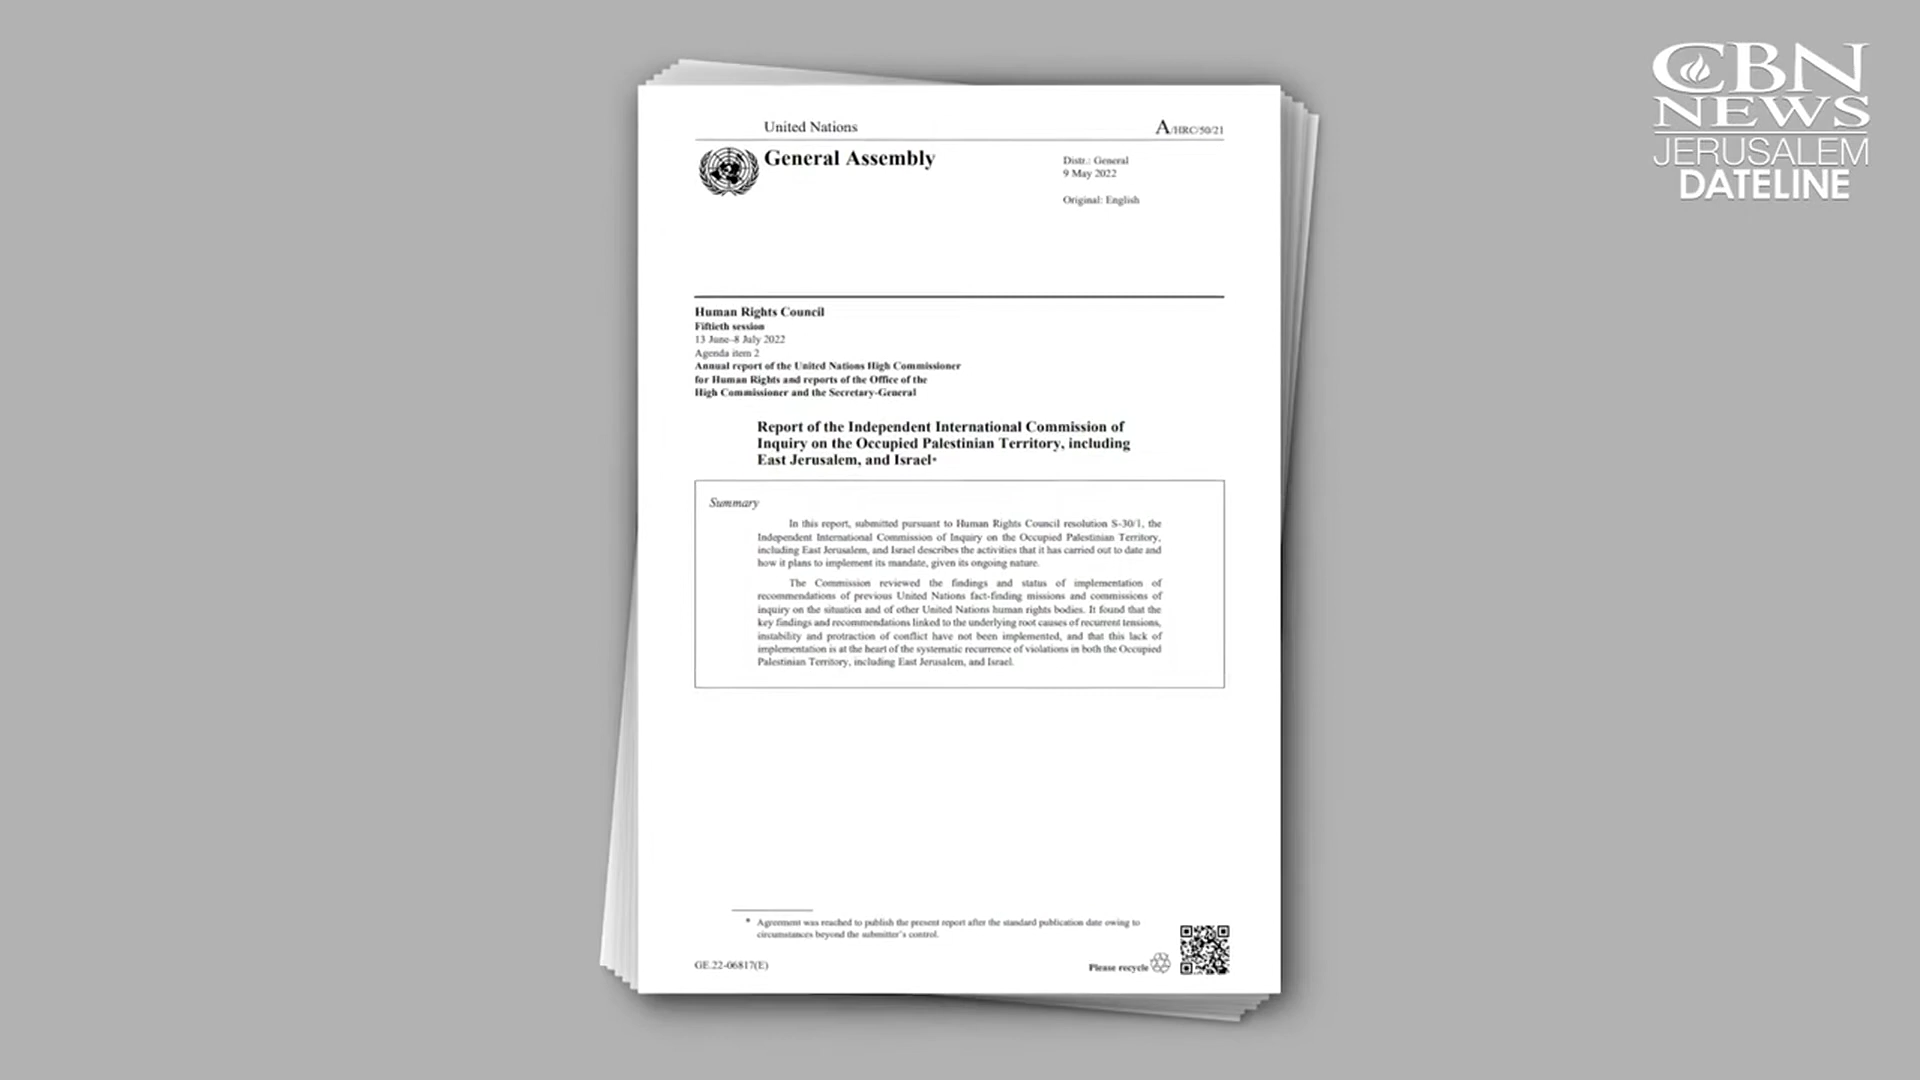 CBN
NEWS
JERUSALEM
DATELINE
United Nations
A/HRC/50/21
General Assembly
Distr.: General
9 May 2022
Original: English
Human Rights Council
Fiftieth session
13 June–8 July 2022
Agenda item 2
Annual report of the United Nations High Commissioner
for Human Rights and reports of the Office of the
High Commissioner and the Secretary-General
Report of the Independent International Commission of
Inquiry on the Occupied Palestinian Territory, including
East Jerusalem, and Israel*
Summary
In this report, submitted pursuant to Human Rights Council resolution S-30/1, the
Independent International Commission of Inquiry on the Occupied Palestinian Territory,
including East Jerusalem, and Israel describes the activities that it has carried out to date and
how it plans to implement its mandate, given its ongoing nature.
The Commission reviewed the findings and status of implementation of
recommendations of previous United Nations fact-finding missions and commissions of
inquiry on the situation and of other United Nations human rights bodies. It found that the
key findings and recommendations linked to the underlying root causes of recurrent tensions,
instability and protraction of conflict have not been implemented, and that this lack of
implementation is at the heart of the systematic recurrence of violations in both the Occupied
Palestinian Territory, including East Jerusalem, and Israel.
* Agreement was reached to publish the present report after the standard publication date owing to
circumstances beyond the submitter's control.
GE.22-06817(E)
Please recycle